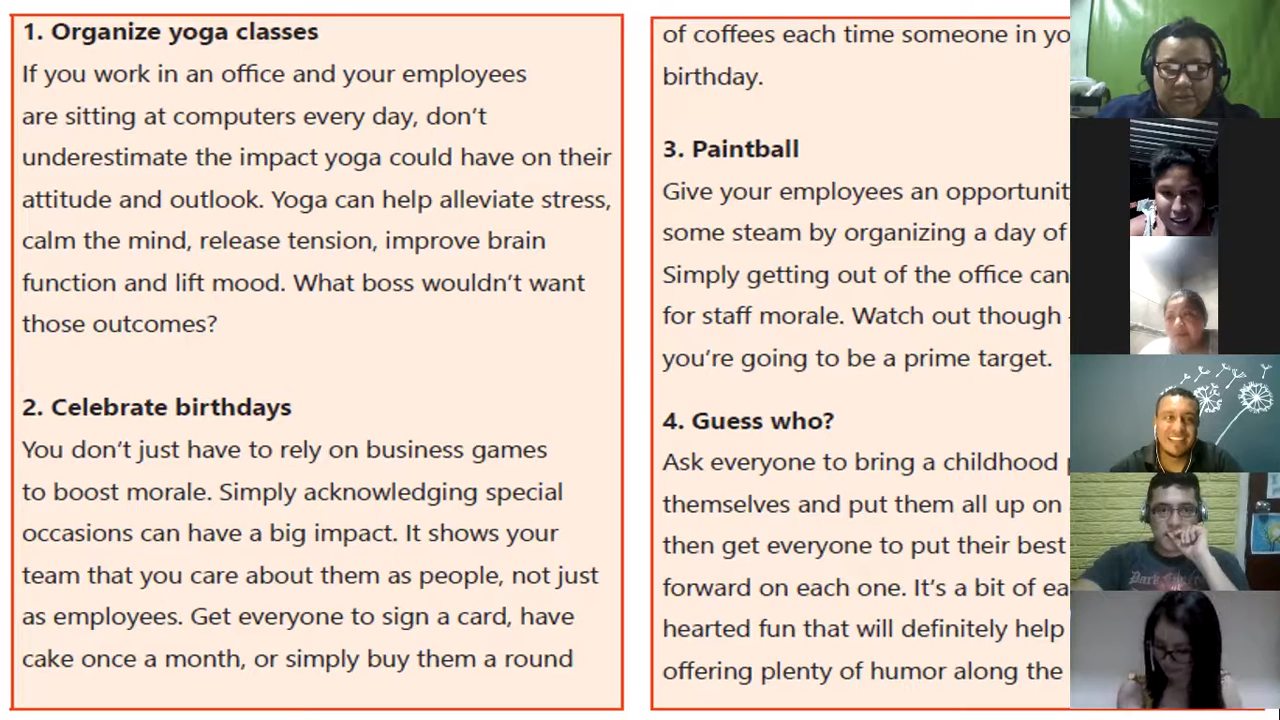 1. Organize yoga classes
If you work in an office and your employees
are sitting at computers every day, don't
underestimate the impact yoga could have on their
attitude and outlook. Yoga can help alleviate stress,
calm the mind, release tension, improve brain
function and lift mood. What boss wouldn't want
those outcomes?
2. Celebrate birthdays
You don't just have to rely on business games
to boost morale. Simply acknowledging special
occasions can have a big impact. It shows your
team that you care about them as people, not just
as employees. Get everyone to sign a card, have
cake once a month, or simply buy them a round
of coffees each time someone in yo
birthday.
3. Paintball
Give your employees an opportunit
some steam by organizing a day of
Simply getting out of the office can
for staff morale. Watch out though
you're going to be a prime target.
4. Guess who?
Ask everyone to bring a childhood
themselves and put them all up on
then get everyone to put their best
forward on each one. It's a bit of ea
hearted fun that will definitely help
offering plenty of humor along the